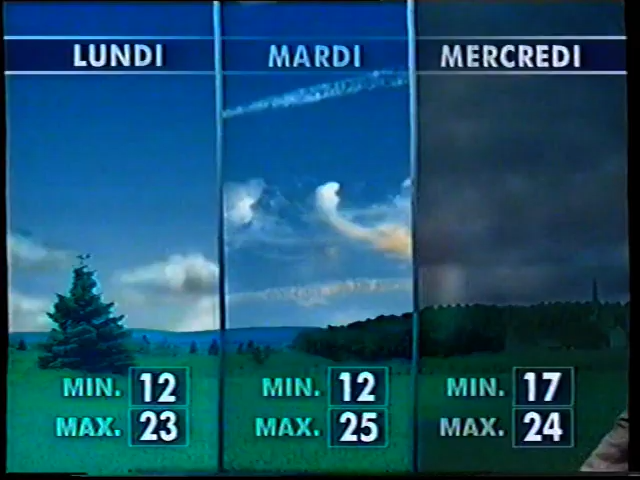 LUNDI
MIN. 12
MAX. 23
MARDI
MIN. 12
MAX. 25
MERCREDI
MIN. 17
MAX. 24